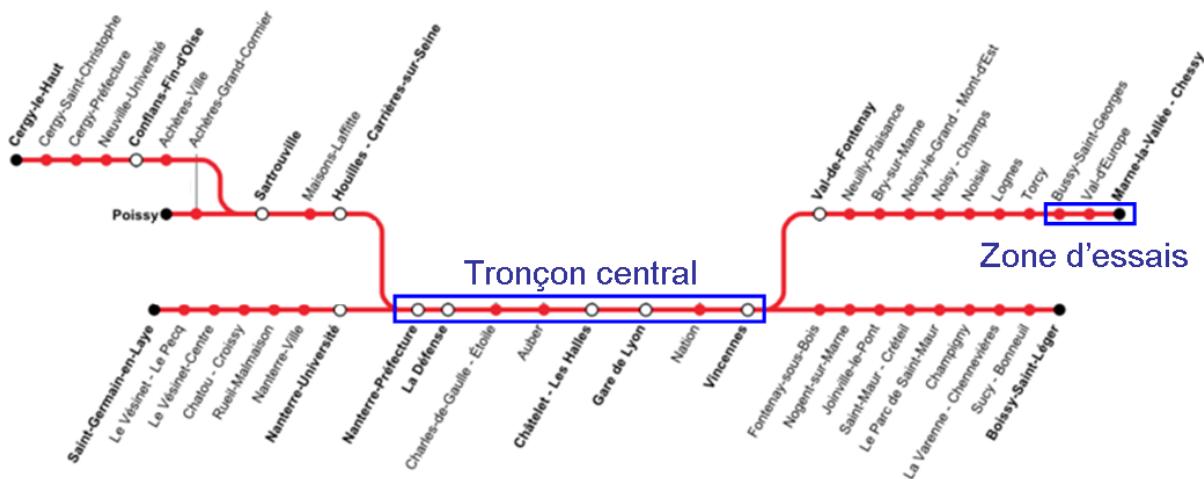 Cergy-le-Haut
Cergy-Saint-Christophe
Cergy-Préfecture
Neuville-Université
Conflans-Fin-d'Oise
Achères-Ville
Achères-Grand-Cormier
Sartrouville
Maisons-Laffitte
Houilles - Carrières-sur-Seine
Val-de-Fontenay
Neuilly-Plaisance
Bry-sur-Marne
Noisy-le-Grand - Mont-d'Est
Noisy - Champs
Noisiel
Lognes
Torcy
Bussy-Saint-Georges
Val-d'Europe
Marne-la-Vallée - Chessy
Poissy
Zone d'essais
Tronçon central
Saint-Germain-en-Laye
Le Vésinet - Le Pecq
Le Vésinet-Centre
Chatou - Croissy
Rueil-Malmaison
Nanterre-Ville
Nanterre-Université
Nanterre-Préfecture
La Défense
Charles-de-Gaulle - Étoile
Auber
Châtelet - Les Halles
Gare de Lyon
Nation
Vincennes
Fontenay-sous-Bois
Nogent-sur-Marne
Joinville-le-Pont
Saint-Maur - Créteil
Le Parc de Saint-Maur
Champigny
La Varenne - Chennevières
Sucy - Bonneuil
Boissy-Saint-Léger